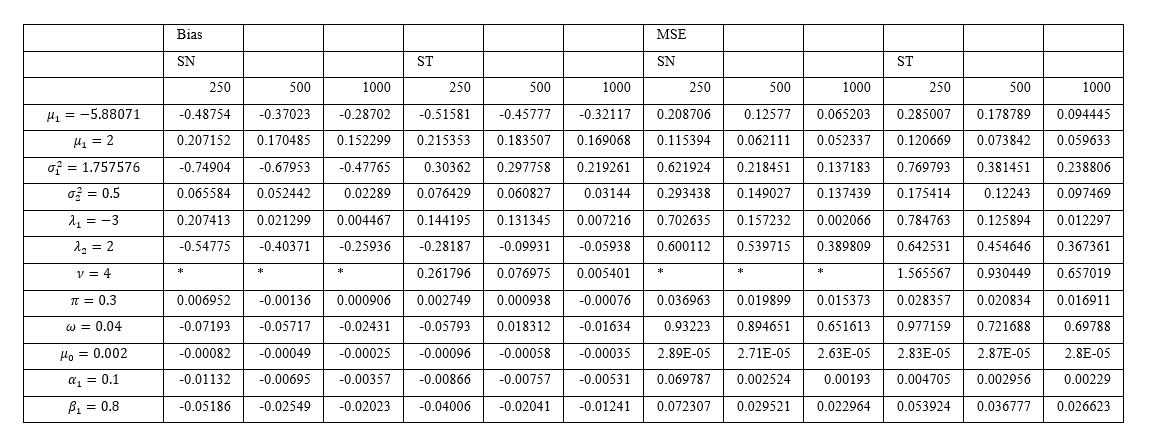 Bias MSE
SN ST SN ST
250 500 1000 250 500 1000 250 500 1000 250 500 1000
μ₁ = −5.88071 -0.48754 -0.37023 -0.28702 -0.51581 -0.45777 -0.32117 0.208706 0.12577 0.065203 0.285007 0.178789 0.094445
μ₁ = 2 0.207152 0.170485 0.152299 0.215353 0.183507 0.169068 0.115394 0.062111 0.052337 0.120669 0.073842 0.059633
σ₁² = 1.757576 -0.74904 -0.67953 -0.47765 0.30362 0.297758 0.219261 0.621924 0.218451 0.137183 0.769793 0.381451 0.238806
σ₂² = 0.5 0.065584 0.052442 0.02289 0.076429 0.060827 0.03144 0.293438 0.149027 0.137439 0.175414 0.12243 0.097469
λ₁ = −3 0.207413 0.021299 0.004467 0.144195 0.131345 0.007216 0.702635 0.157232 0.002066 0.784763 0.125894 0.012297
λ₂ = 2 -0.54775 -0.40371 -0.25936 -0.28187 -0.09931 -0.05938 0.600112 0.539715 0.389809 0.642531 0.454646 0.367361
ν = 4 * * * 0.261796 0.076975 0.005401 * * * 1.565567 0.930449 0.657019
π = 0.3 0.006952 -0.00136 0.000906 0.002749 0.000938 -0.00076 0.036963 0.019899 0.015373 0.028357 0.020834 0.016911
ω = 0.04 -0.07193 -0.05717 -0.02431 -0.05793 0.018312 -0.01634 0.93223 0.894651 0.651613 0.977159 0.721688 0.69788
μ₀ = 0.002 -0.00082 -0.00049 -0.00025 -0.00096 -0.00058 -0.00035 2.89E-05 2.71E-05 2.63E-05 2.83E-05 2.87E-05 2.8E-05
α₁ = 0.1 -0.01132 -0.00695 -0.00357 -0.00866 -0.00757 -0.00531 0.069787 0.002524 0.00193 0.004705 0.002956 0.00229
β₁ = 0.8 -0.05186 -0.02549 -0.02023 -0.04006 -0.02041 -0.01241 0.072307 0.029521 0.022964 0.053924 0.036777 0.026623